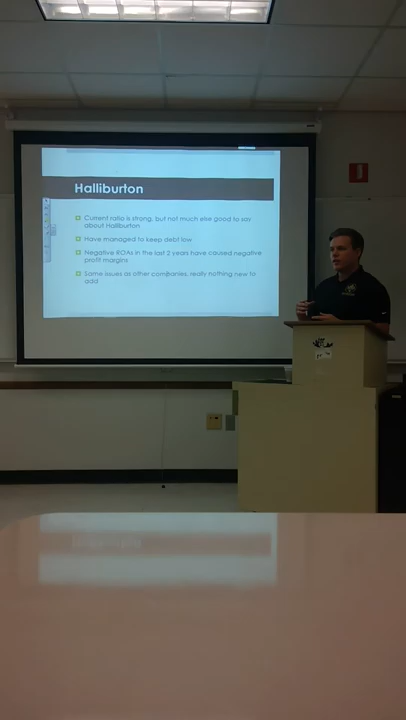 Halliburton
Current ratio is strong, but not much else good to say
about Halliburton
Have managed to keep debt low
Negative ROAs in the last 2 years have caused negative
profit margins
Same issues as other companies, really nothing new to
add